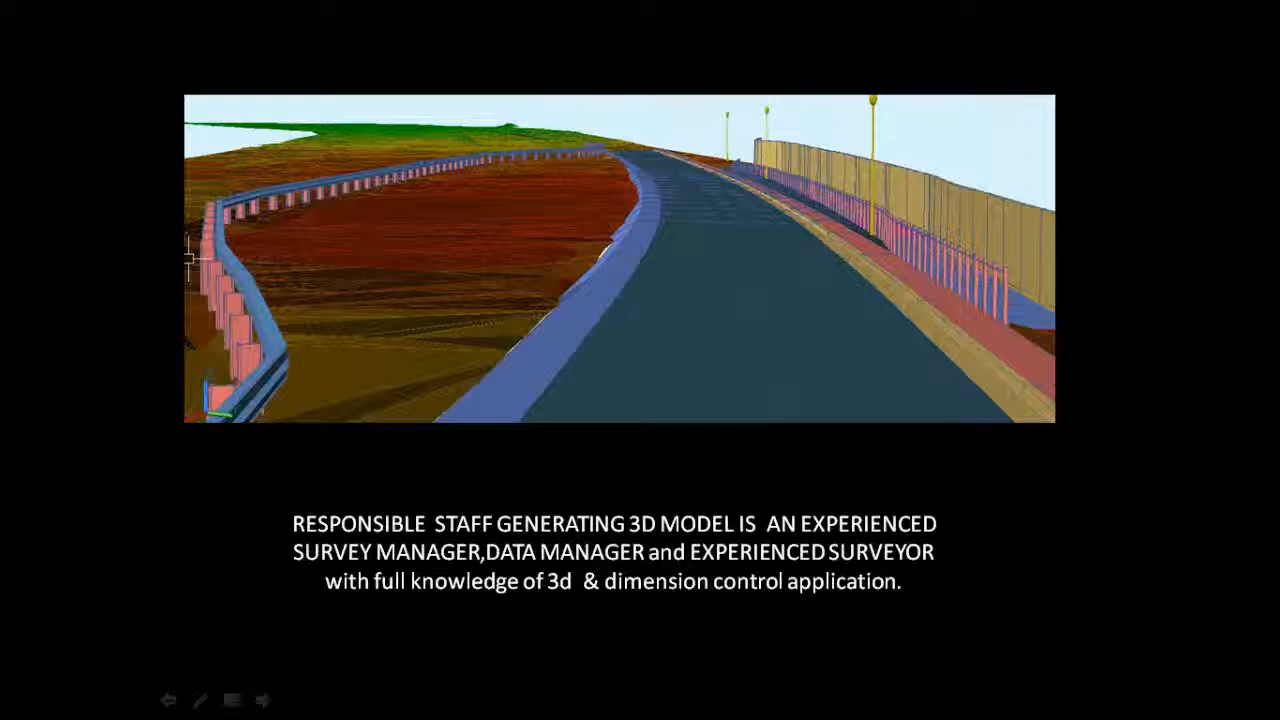 RESPONSIBLE STAFF GENERATING 3D MODEL IS AN EXPERIENCED
SURVEY MANAGER,DATA MANAGER and EXPERIENCED SURVEYOR
with full knowledge of 3d & dimension control application.